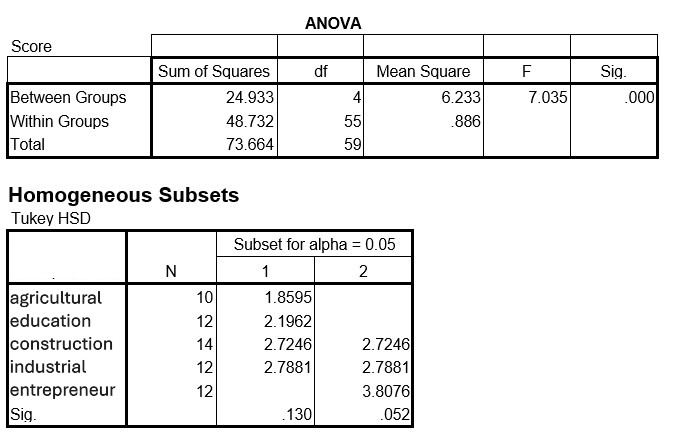 ANOVA
Score
Sum of Squares df Mean Square F Sig.
Between Groups 24.933 4 6.233 7.035 .000
Within Groups 48.732 55 .886
Total 73.664 59
Homogeneous Subsets
Tukey HSD
Subset for alpha = 0.05
N 1 2
agricultural 10 1.8595
education 12 2.1962
construction 14 2.7246 2.7246
industrial 12 2.7881 2.7881
entrepreneur 12 3.8076
Sig. .130 .052